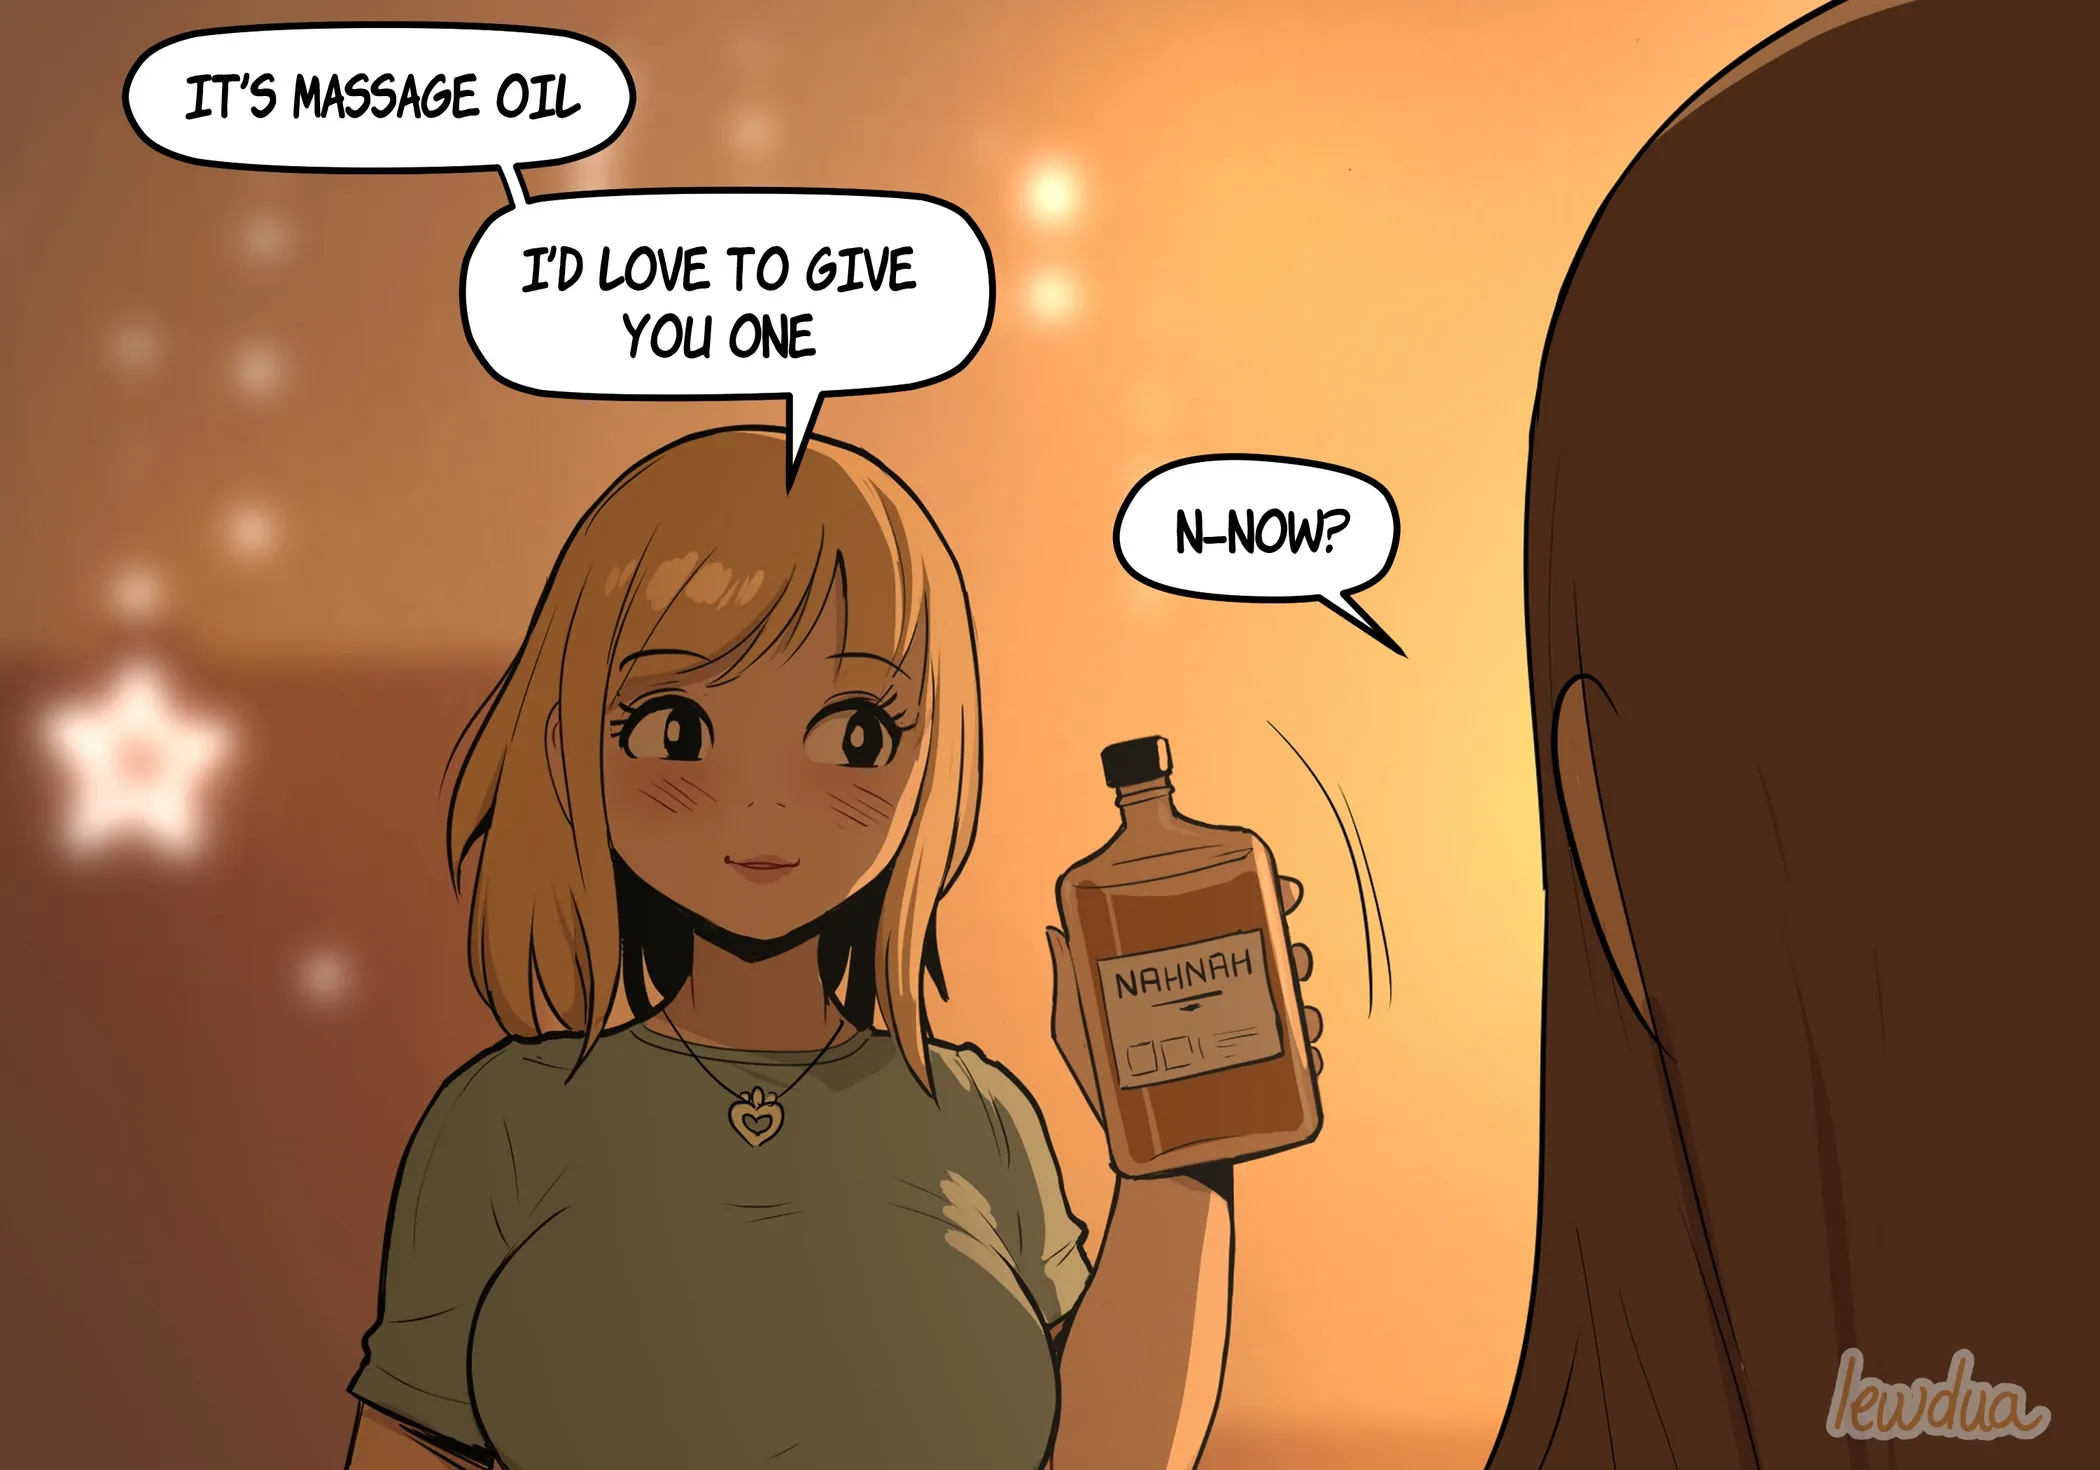 IT'S MASSAGE OIL
I'D LOVE TO GIVE
YOU ONE
N-NOW?
NAHNAH
lewdua